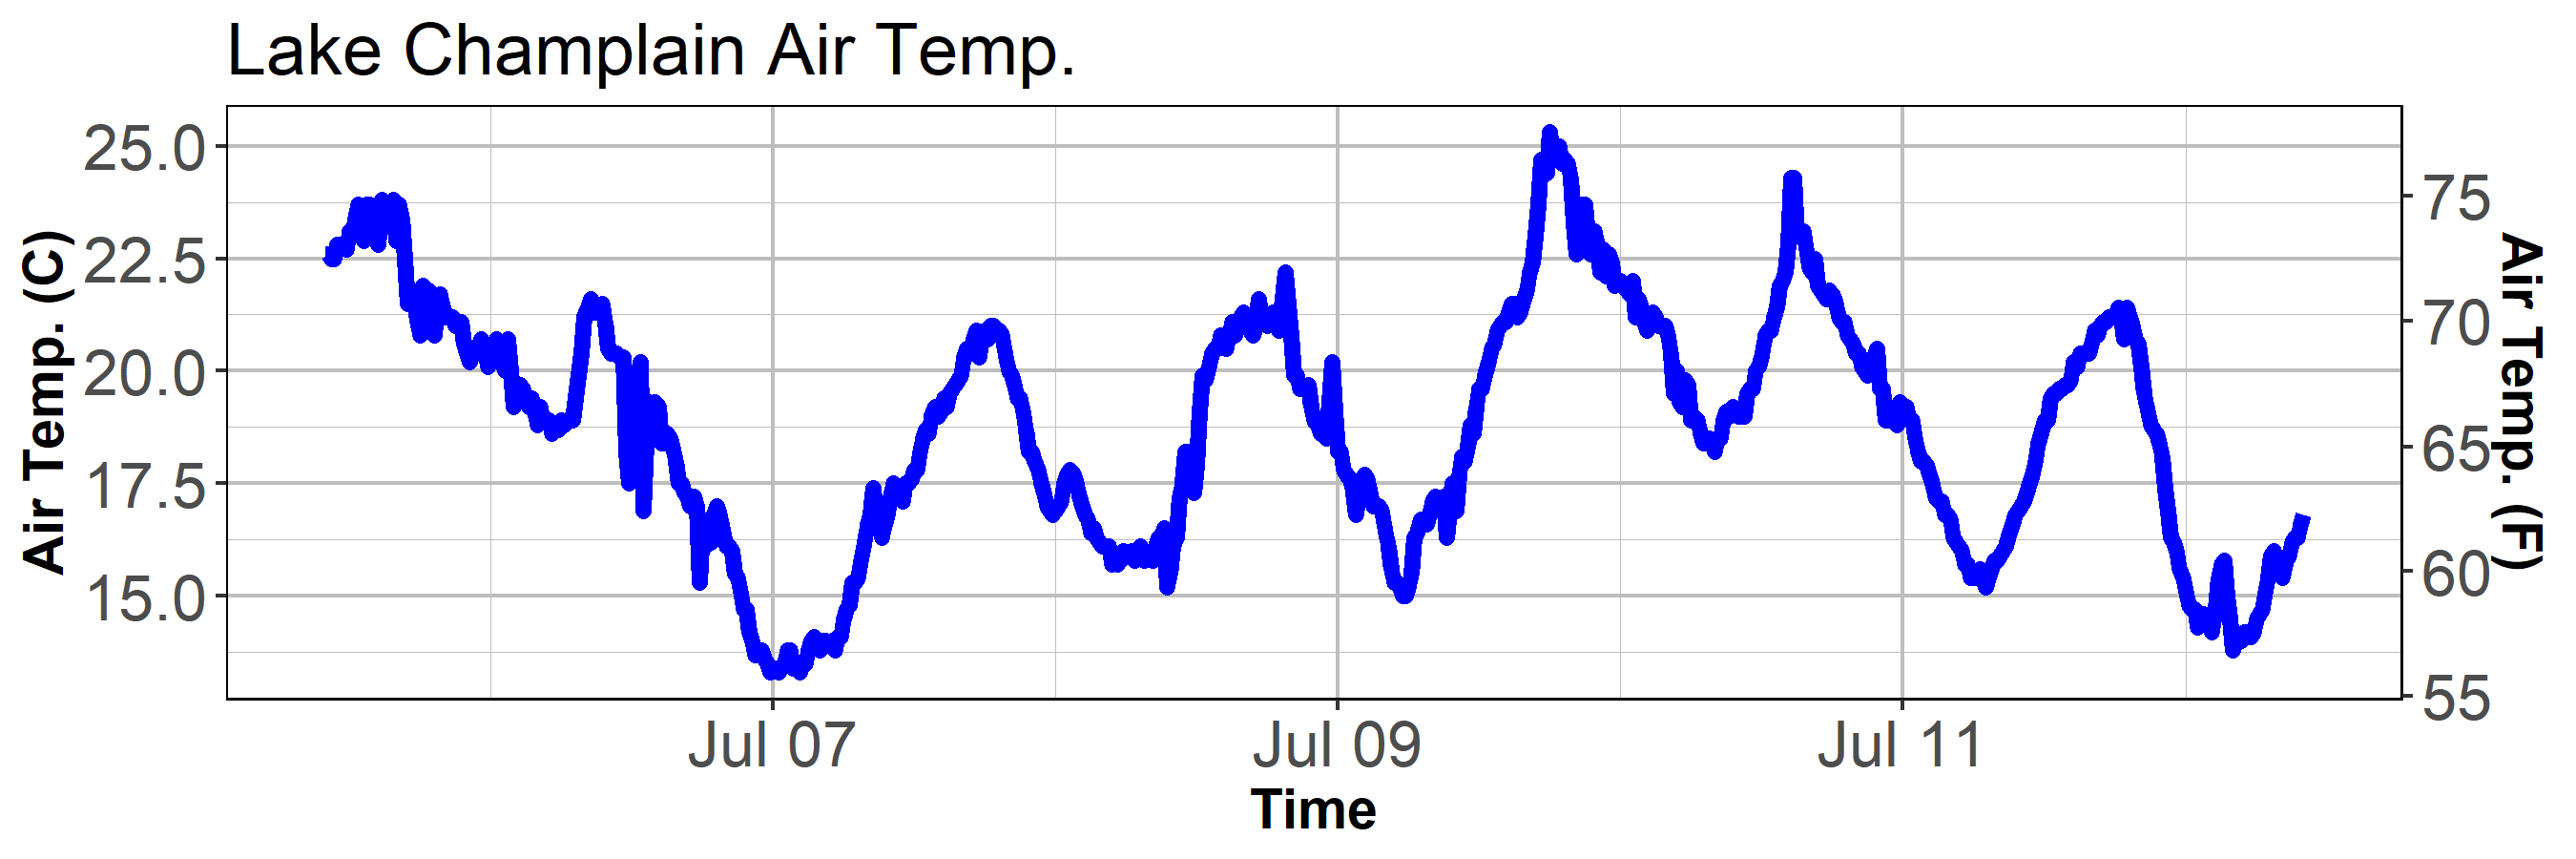 Lake Champlain Air Temp.
Air Temp. (C)
25.0
22.5
20.0
17.5
15.0
75
70
65
60
55
Air Temp. (F)
Jul 07
Jul 09
Jul 11
Time